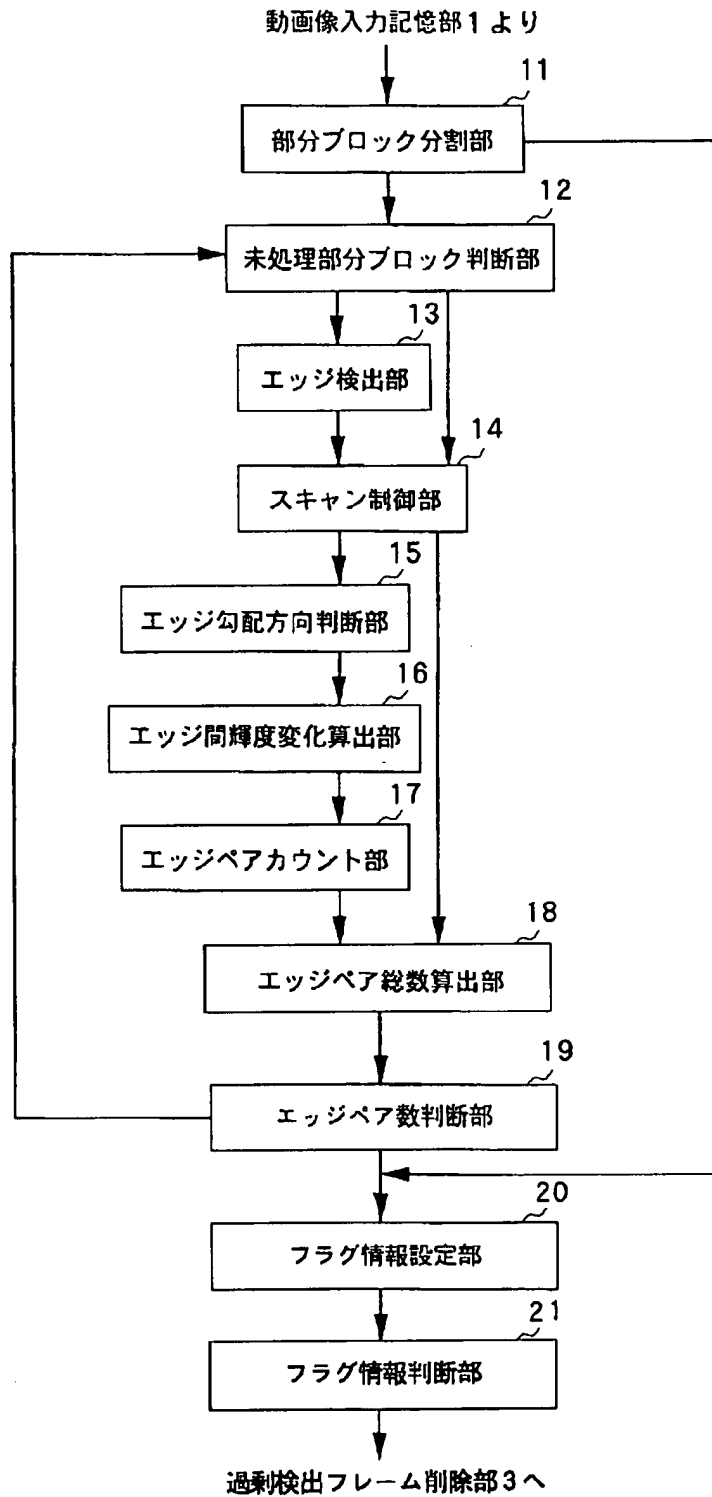 動画像入力記憶部1より
11
部分ブロック分割部
12
未処理部分ブロック判断部
13
エッジ検出部
14
スキャン制御部
15
エッジ勾配方向判断部
16
エッジ間輝度変化算出部
17
エッジペアカウント部
18
エッジペア総数算出部
19
エッジペア数判断部
20
フラグ情報設定部
21
フラグ情報判断部
過剰検出フレーム削除部3へ